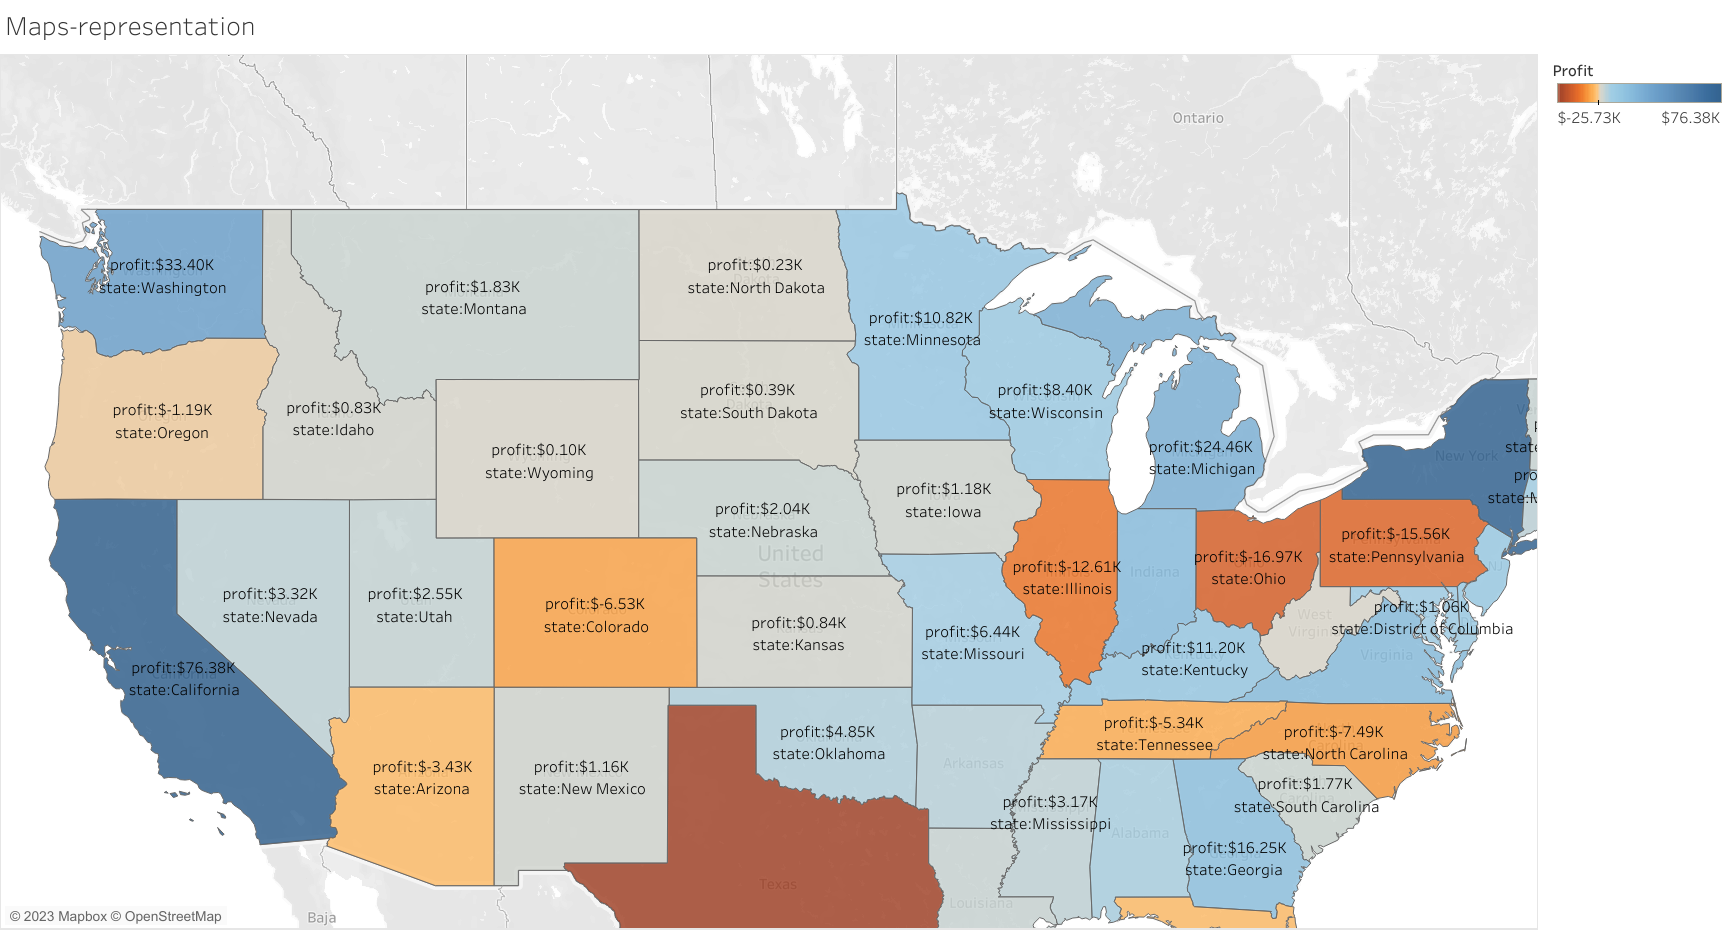 Maps-representation
Profit
$-25.73K $76.38K
Ontario
profit:$33.40K
state:Washington
profit:$1.83K
state:Montana
profit:$0.23K
state:North Dakota
profit:$10.82K
state:Minnesota
profit:$-1.19K
state:Oregon
profit:$0.83K
state:Idaho
profit:$0.10K
state:Wyoming
profit:$0.39K
state:South Dakota
profit:$8.40K
state:Wisconsin
profit:$24.46K
state:Michigan
New York
state
pro
profit:$2.04K
state:Nebraska
United
States
profit:$1.18K
state:Iowa
profit:$3.32K
state:Nevada
profit:$2.55K
state:Utah
profit:$-6.53K
state:Colorado
profit:$0.84K
state:Kansas
profit:$6.44K
state:Missouri
profit:$-12.61K
state:Illinois
Indiana
profit:$-16.97K
state:Ohio
profit:$-15.56K
state:Pennsylvania
NJ
West
Virginia
profit:$1.06K
state:District of Columbia
Virginia
profit:$11.20K
state:Kentucky
profit:$76.38K
state:California
profit:$-3.43K
state:Arizona
profit:$1.16K
state:New Mexico
profit:$4.85K
state:Oklahoma
Arkansas
profit:$-5.34K
state:Tennessee
profit:$-7.49K
state:North Carolina
profit:$1.77K
state:South Carolina
profit:$3.17K
state:Mississippi
Alabama
profit:$16.25K
state:Georgia
Texas
Louisiana
Baja
© 2023 Mapbox © OpenStreetMap